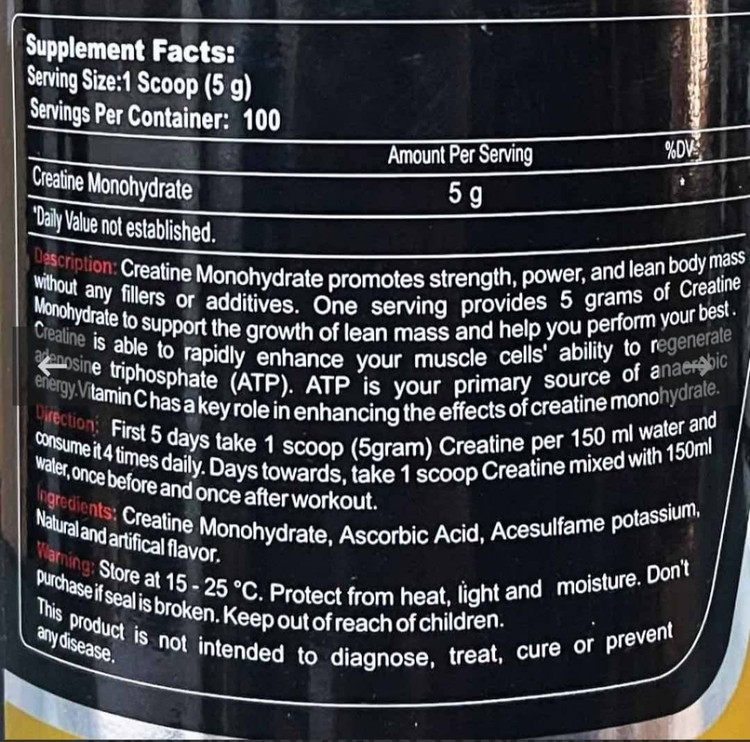 Supplement Facts:
Serving Size:1 Scoop (5 g)
Servings Per Container: 100
Amount Per Serving %DV
Creatine Monohydrate 5 g *
*Daily Value not established.
Description: Creatine Monohydrate promotes strength, power, and lean body mass
without any fillers or additives. One serving provides 5 grams of Creatine
Monohydrate to support the growth of lean mass and help you perform your best.
Creatine is able to rapidly enhance your muscle cells' ability to regenerate
adenosine triphosphate (ATP). ATP is your primary source of anaerobic
energy.Vitamin C has a key role in enhancing the effects of creatine monohydrate.
Direction: First 5 days take 1 scoop (5gram) Creatine per 150 ml water and
consume it 4 times daily. Days towards, take 1 scoop Creatine mixed with 150ml
water, once before and once after workout.
Ingredients: Creatine Monohydrate, Ascorbic Acid, Acesulfame potassium,
Natural and artifical flavor.
Warning: Store at 15 - 25 °C. Protect from heat, light and moisture. Don't
purchase if seal is broken. Keep out of reach of children.
This product is not intended to diagnose, treat, cure or prevent
any disease.